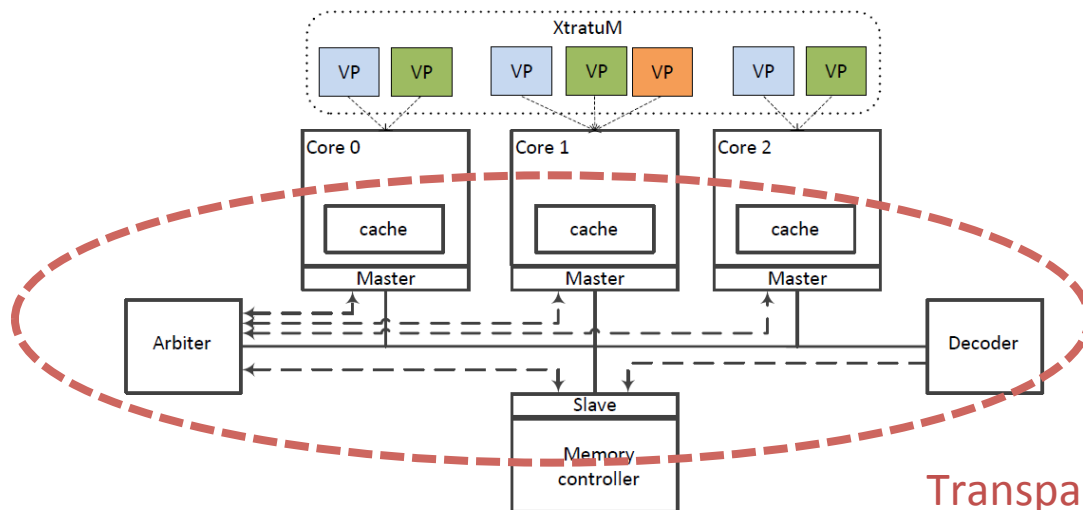 XtratuM
VP VP VP VP VP VP VP
Core 0 Core 1 Core 2
cache cache cache
Master Master Master
Arbiter Decoder
Slave
Memory
controller
Transpa